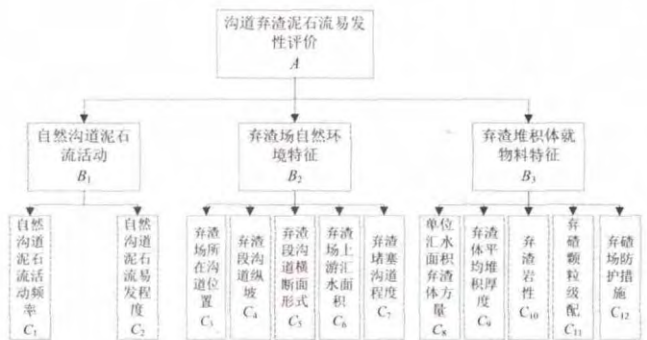 沟道弃渣泥石流易发
性评价
A
自然沟道泥石
流活动
B₁
弃渣场自然环
境特征
B₂
弃渣堆积体就
物料特征
B₃
自然
沟道
泥石
流活
动频
率
C₁
自然
沟道
泥石
流易
发程
度
C₂
弃渣
场所
在沟
道位
置
C₃
弃渣
段沟
道纵
坡
C₄
弃渣
段沟
道横
断面
形式
C₅
弃渣
场上
游汇
水面
积
C₆
弃渣
堵塞
沟道
程度
C₇
单位
汇水
面积
弃渣
体方
量
C₈
弃渣
体平
均堆
积厚
度
C₉
弃
渣
岩
性
C₁₀
弃
碴
颗
粒
级
配
C₁₁
弃碴
场防
护措
施
C₁₂